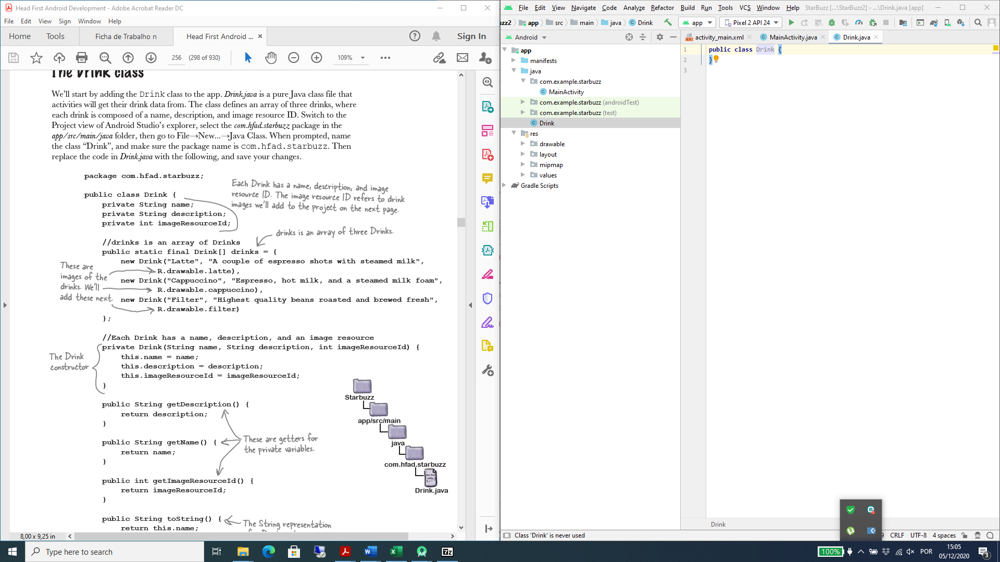 Head First Android Development - Adobe Acrobat Reader DC
File Edit View Sign Window Help
Home Tools Ficha de Trabalho n Head First Android ... Sign In
256 (298 of 930) 109%
The Drink class
We'll start by adding the Drink class to the app. Drink.java is a pure Java class file that
activities will get their drink data from. The class defines an array of three drinks, where
each drink is composed of a name, description, and image resource ID. Switch to the
Project view of Android Studio's explorer, select the com.hfad.starbuzz package in the
app/src/main/java folder, then go to File→New...→Java Class. When prompted, name
the class “Drink”, and make sure the package name is com.hfad.starbuzz. Then
replace the code in Drink.java with the following, and save your changes.
package com.hfad.starbuzz;
public class Drink {
private String name;
private String description;
private int imageResourceId;
Each Drink has a name, description, and image
resource ID. The image resource ID refers to drink
images we'll add to the project on the next page.
//drinks is an array of Drinks
drinks is an array of three Drinks.
public static final Drink[] drinks = {
new Drink("Latte", "A couple of espresso shots with steamed milk",
R.drawable.latte),
new Drink("Cappuccino", "Espresso, hot milk, and a steamed milk foam",
R.drawable.cappuccino),
new Drink("Filter", "Highest quality beans roasted and brewed fresh",
R.drawable.filter)
};
These are
images of the
drinks. We'll
add these next.
//Each Drink has a name, description, and an image resource
private Drink(String name, String description, int imageResourceId) {
this.name = name;
this.description = description;
this.imageResourceId = imageResourceId;
}
The Drink
constructor
public String getDescription() {
return description;
}
public String getName() {
return name;
}
public int getImageResourceId() {
return imageResourceId;
}
These are getters for
the private variables.
public String toString() {
return this.name;
The String representation
Starbuzz
app/src/main
java
com.hfad.starbuzz
Drink.java
8,00 x 9,25 in
File Edit View Navigate Code Analyze Refactor Build Run Tools VCS Window Help StarBuzz [...\StarBuzz2] - ...\Drink.java [app]
uzz2 app src main java Drink app Pixel 2 API 24
Android activity_main.xml MainActivity.java Drink.java
app
manifests
java
com.example.starbuzz
MainActivity
com.example.starbuzz (androidTest)
com.example.starbuzz (test)
Drink
res
drawable
layout
mipmap
values
Gradle Scripts
1 public class Drink {
2 }
3
Drink
Class 'Drink' is never used 9 CRLF UTF-8 4 spaces
Type here to search
100% POR 15:05
05/12/2020
3